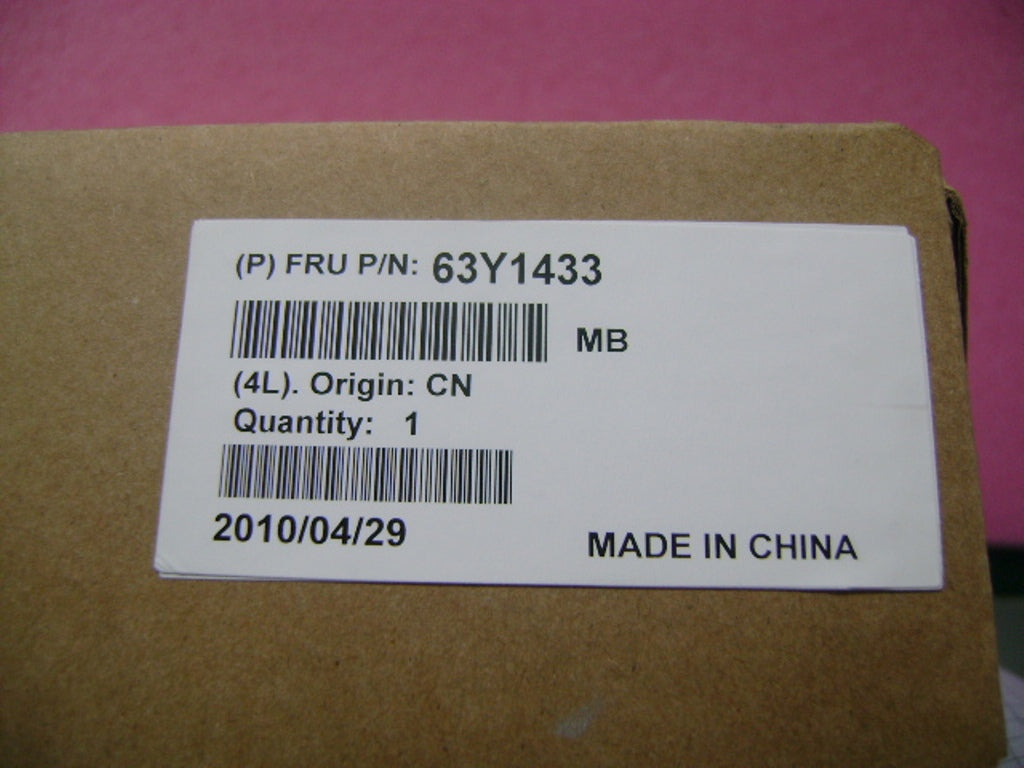 (P) FRU P/N: 63Y1433
MB
(4L). Origin: CN
Quantity: 1
2010/04/29
MADE IN CHINA